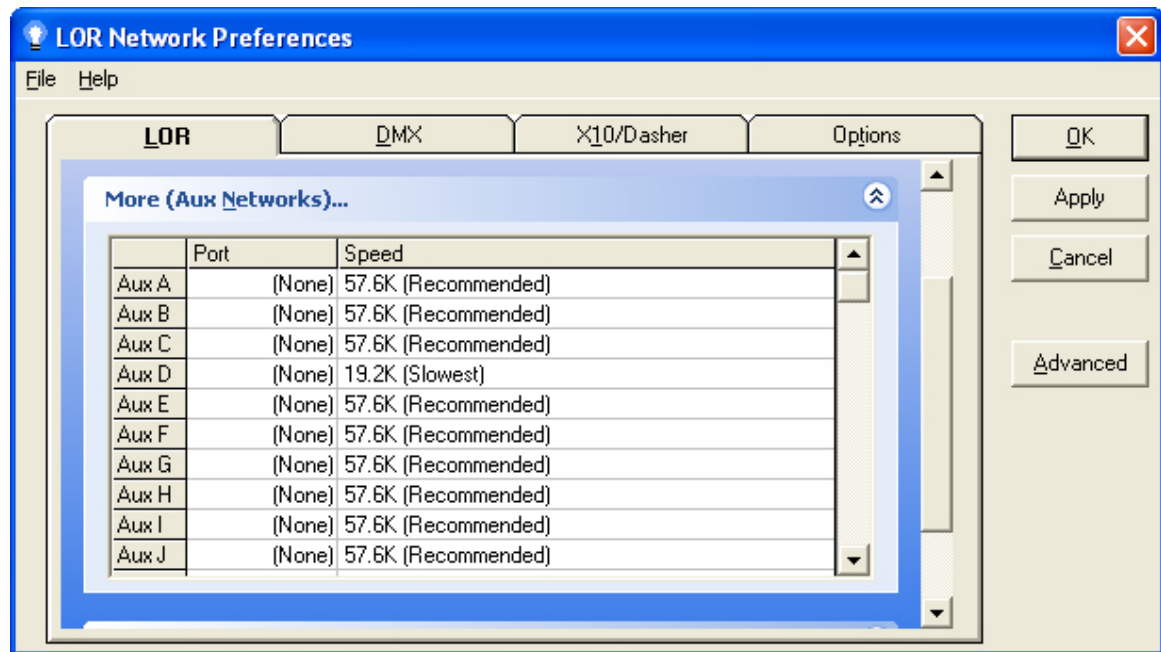 LOR Network Preferences
File Help
LOR DMX X10/Dasher Options
OK
Apply
Cancel
Advanced
More (Aux Networks)...
Port Speed
Aux A (None) 57.6K (Recommended)
Aux B (None) 57.6K (Recommended)
Aux C (None) 57.6K (Recommended)
Aux D (None) 19.2K (Slowest)
Aux E (None) 57.6K (Recommended)
Aux F (None) 57.6K (Recommended)
Aux G (None) 57.6K (Recommended)
Aux H (None) 57.6K (Recommended)
Aux I (None) 57.6K (Recommended)
Aux J (None) 57.6K (Recommended)